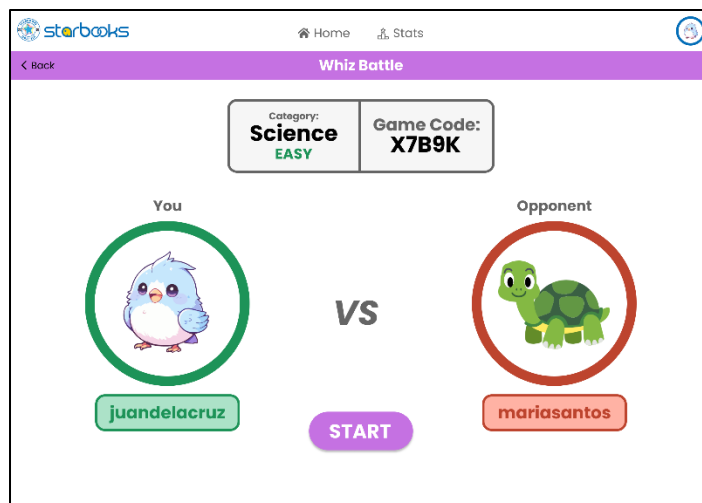 starbooks
Home
Stats
Back
Whiz Battle
Category:
Science
EASY
Game Code:
X7B9K
You
Opponent
VS
juandelacruz
mariasantos
START